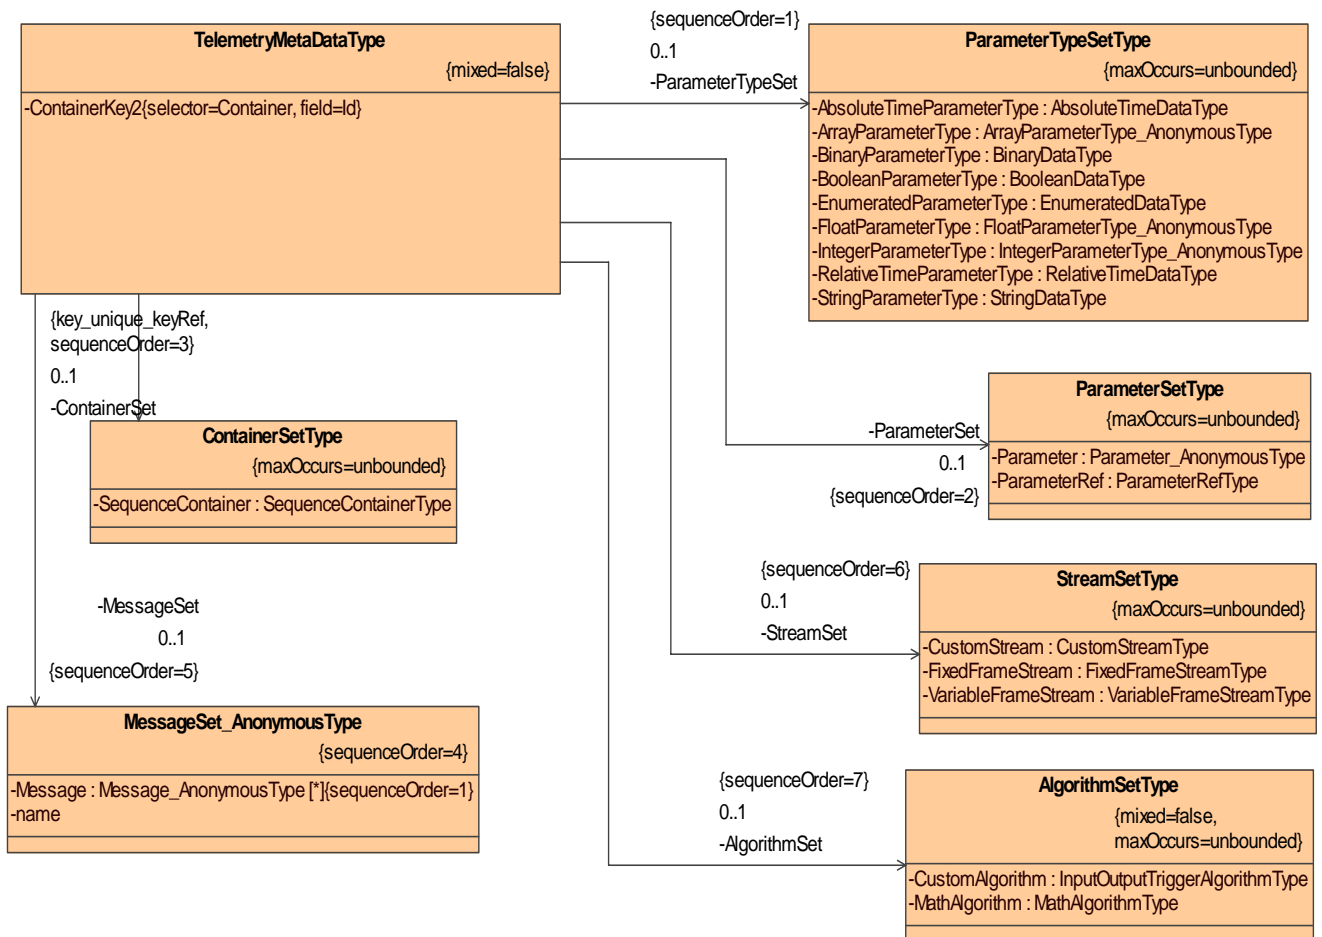 TelemetryMetaDataType
{mixed=false}
-ContainerKey2{selector=Container, field=Id}
{sequenceOrder=1}
0..1
-ParameterTypeSet
ParameterTypeSetType
{maxOccurs=unbounded}
-AbsoluteTimeParameterType : AbsoluteTimeDataType
-ArrayParameterType : ArrayParameterType_AnonymousType
-BinaryParameterType : BinaryDataType
-BooleanParameterType : BooleanDataType
-EnumeratedParameterType : EnumeratedDataType
-FloatParameterType : FloatParameterType_AnonymousType
-IntegerParameterType : IntegerParameterType_AnonymousType
-RelativeTimeParameterType : RelativeTimeDataType
-StringParameterType : StringDataType
{key_unique_keyRef,
sequenceOrder=3}
0..1
-ContainerSet
ContainerSetType
{maxOccurs=unbounded}
-SequenceContainer : SequenceContainerType
-ParameterSet
0..1
{sequenceOrder=2}
ParameterSetType
{maxOccurs=unbounded}
-Parameter : Parameter_AnonymousType
-ParameterRef : ParameterRefType
-MessageSet
0..1
{sequenceOrder=5}
MessageSet_AnonymousType
{sequenceOrder=4}
-Message : Message_AnonymousType [*]{sequenceOrder=1}
-name
{sequenceOrder=6}
0..1
-StreamSet
StreamSetType
{maxOccurs=unbounded}
-CustomStream : CustomStreamType
-FixedFrameStream : FixedFrameStreamType
-VariableFrameStream : VariableFrameStreamType
{sequenceOrder=7}
0..1
-AlgorithmSet
AlgorithmSetType
{mixed=false,
maxOccurs=unbounded}
-CustomAlgorithm : InputOutputTriggerAlgorithmType
-MathAlgorithm : MathAlgorithmType